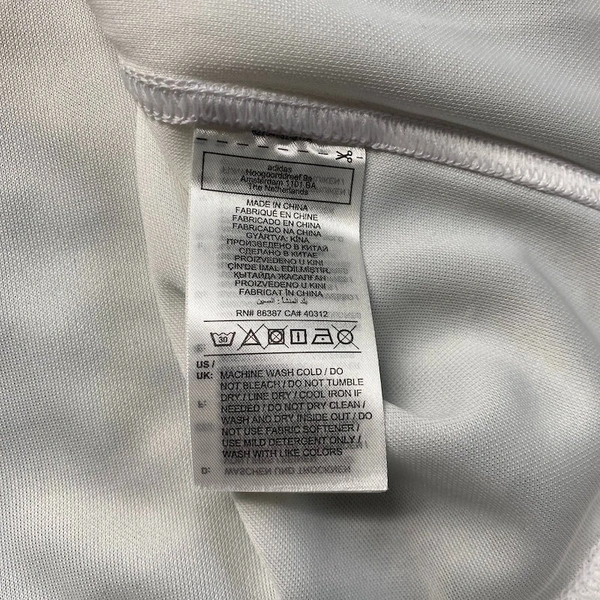 adidas
Hoogoorddreef 9a
Amsterdam 1101 BA
The Netherlands
MADE IN CHINA
FABRIQUÉ EN CHINE
FABRICADO EN CHINA
FABRICADO NA CHINA
GYÁRTVA: KÍNA
ПРОИЗВЕДЕНО В КИТАЙ
СДЕЛАНО В КИТАЕ
PROIZVEDENO U KINI
ÇİN'DE İMAL EDİLMİŞTİR
ҚЫТАЙДА ЖАСАЛҒАН
PROIZVEDENO U KINI
FABRICAT ÎN CHINA
بلد المنشأ : الصين
RN# 88387 CA# 40312
30
US /
UK: MACHINE WASH COLD / DO
NOT BLEACH / DO NOT TUMBLE
DRY / LINE DRY / COOL IRON IF
NEEDED / DO NOT DRY CLEAN /
WASH AND DRY INSIDE OUT / DO
NOT USE FABRIC SOFTENER /
USE MILD DETERGENT ONLY /
WASH WITH LIKE COLORS